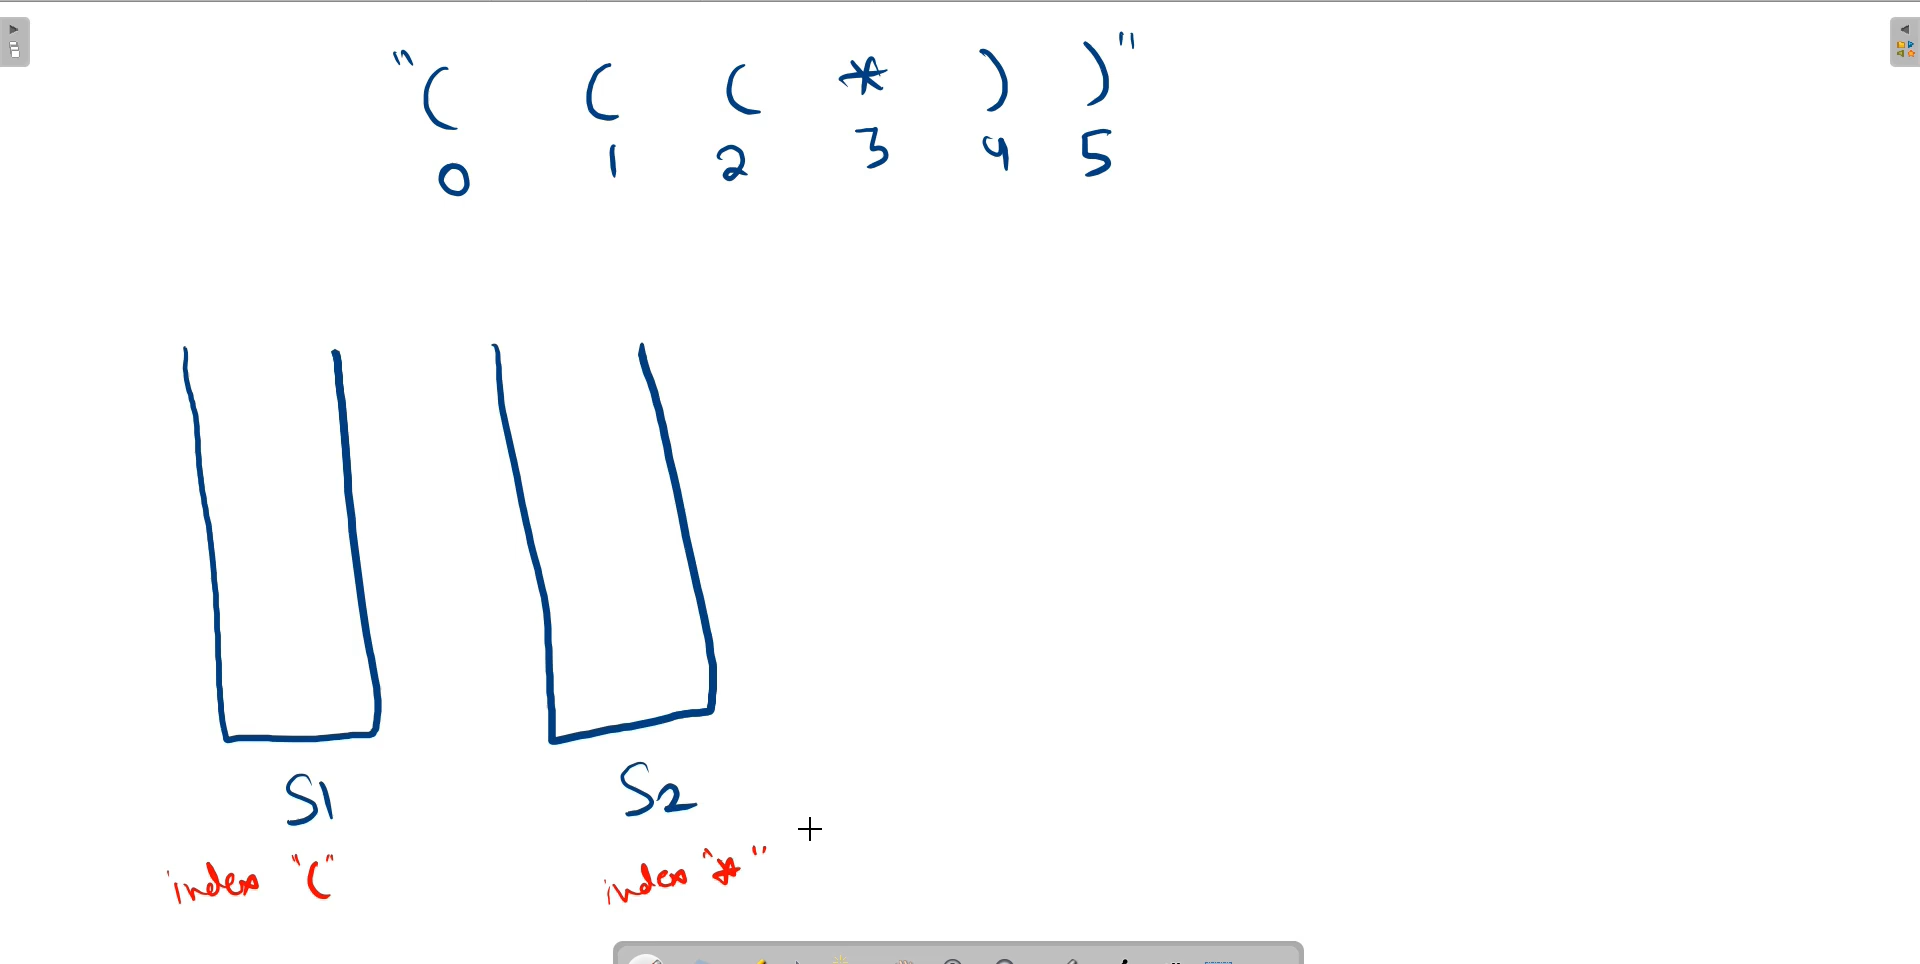 "( ( ( * ) )"
0 1 2 3 4 5
S1 S2
index "(" index "*"